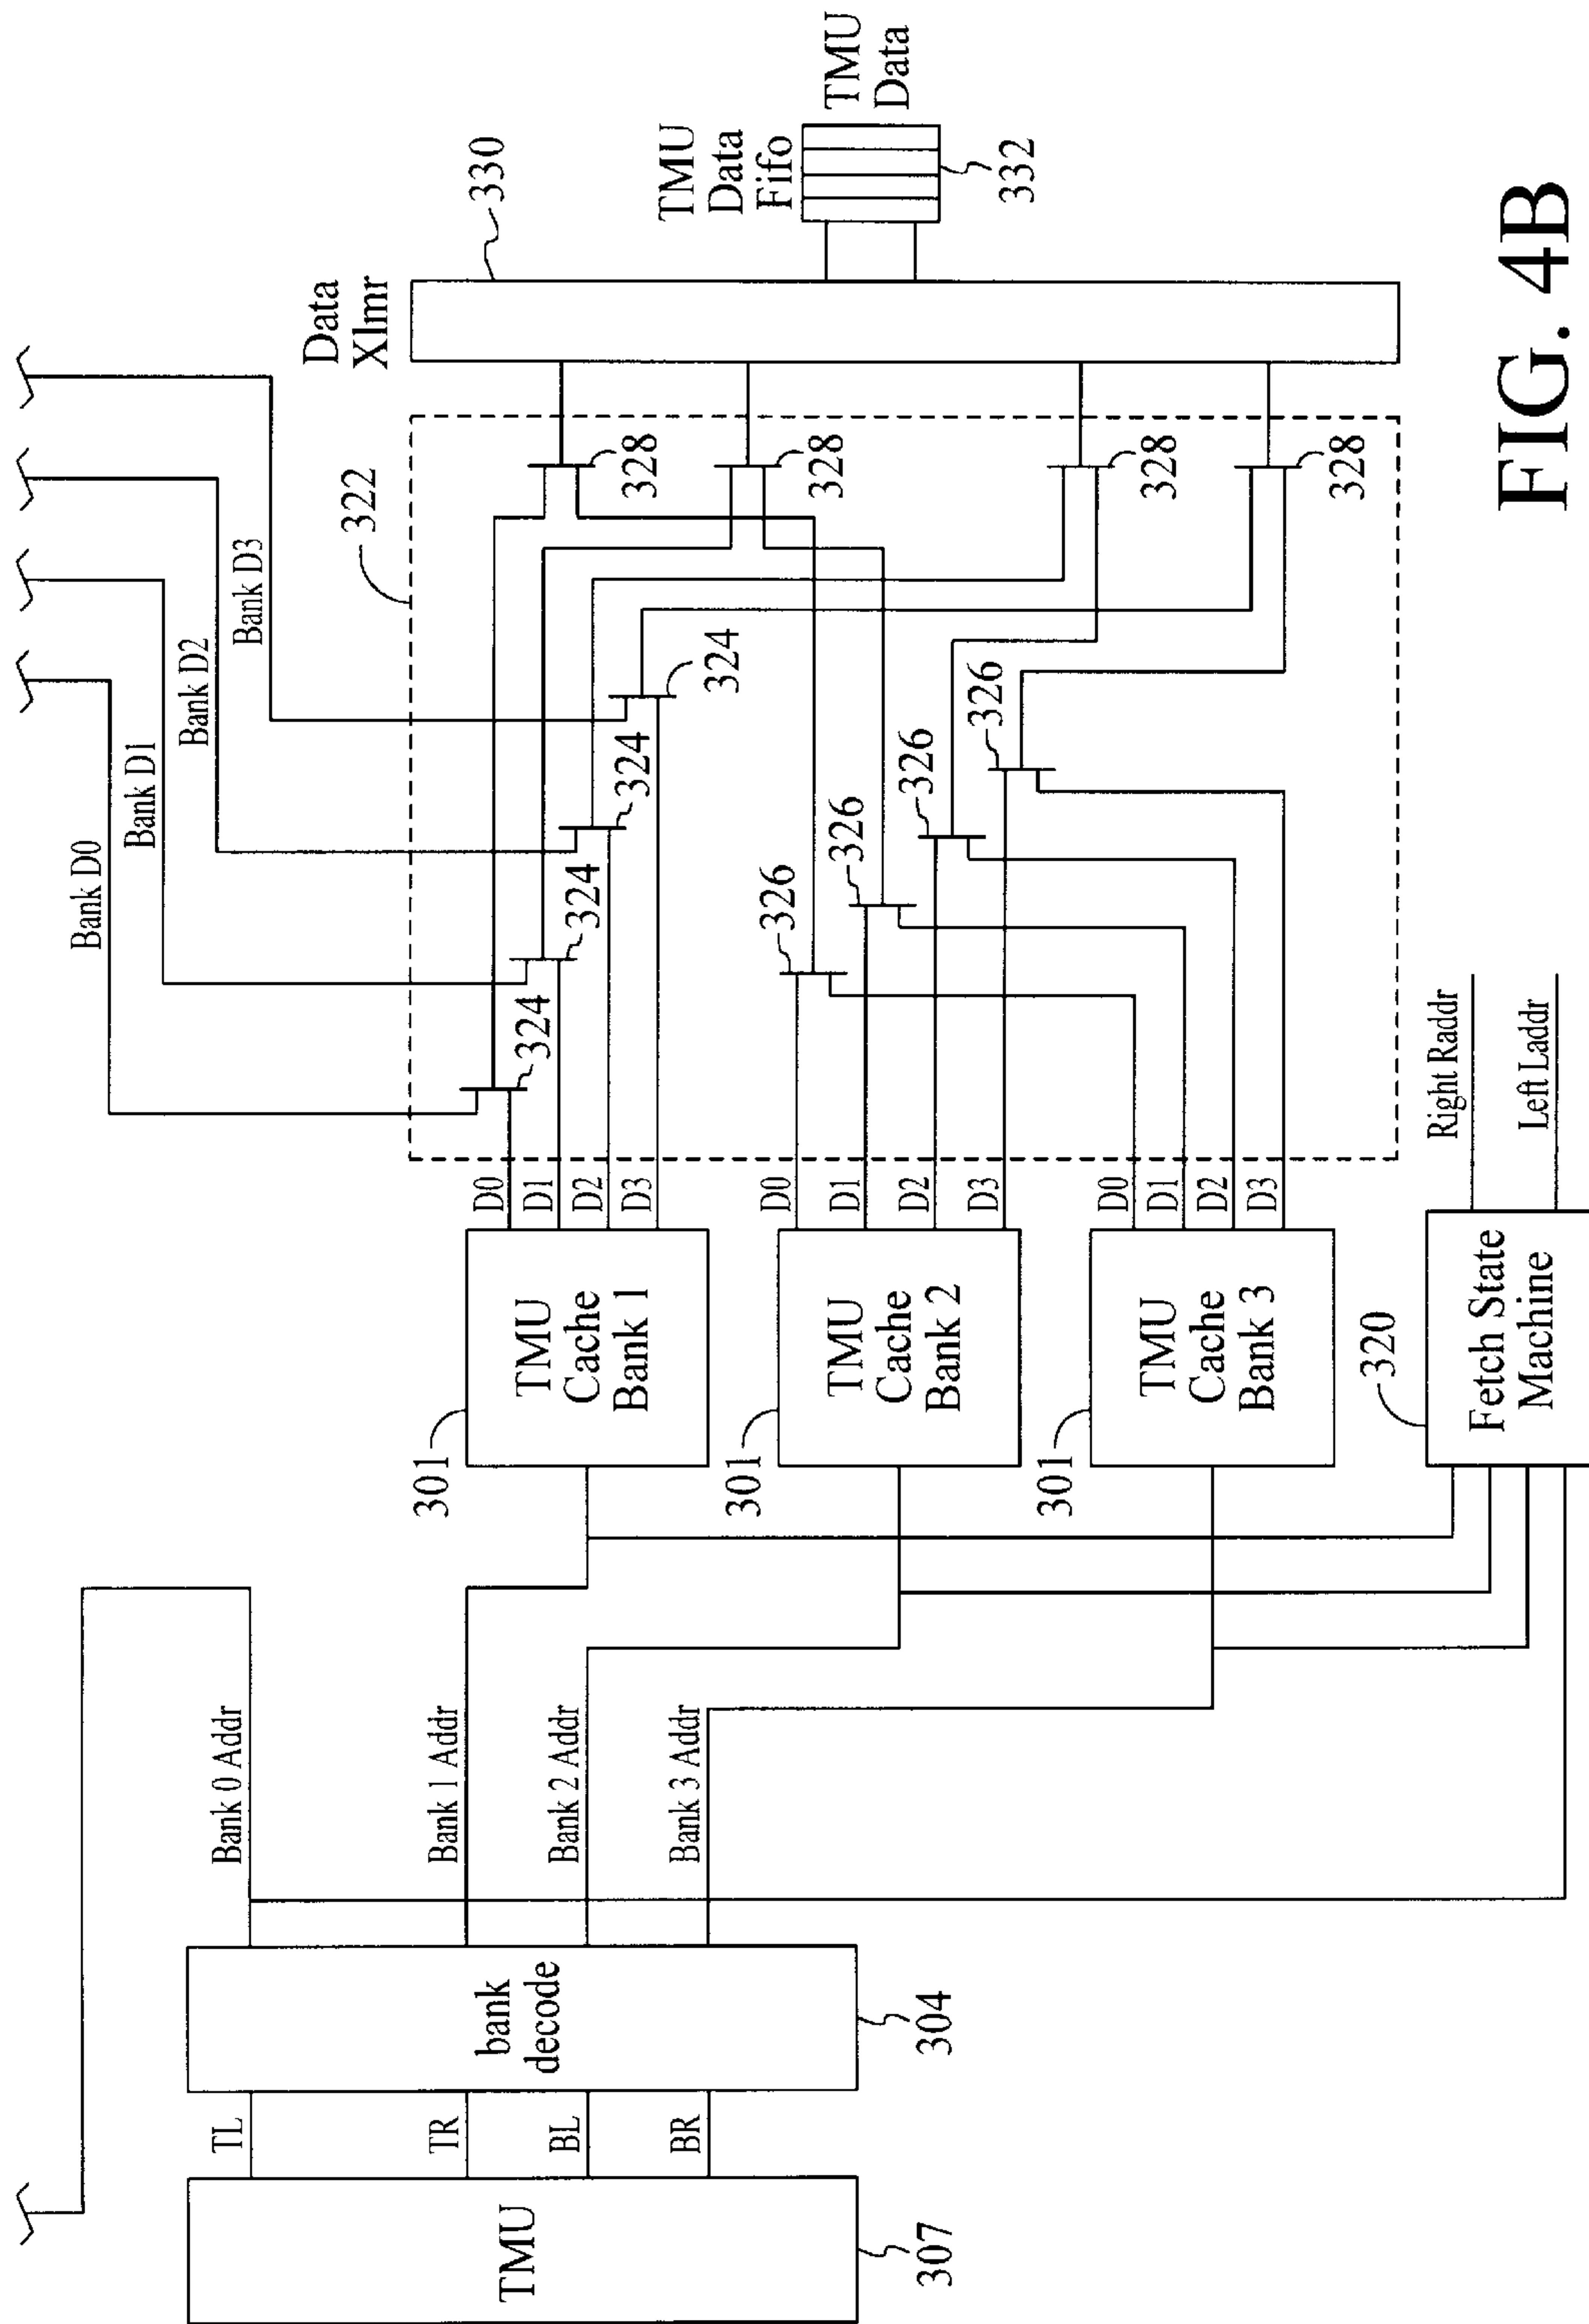 TMU
307
TL
TR
BL
BR
bank
decode
304
Bank 0 Addr
Bank 1 Addr
Bank 2 Addr
Bank 3 Addr
301
TMU
Cache
Bank 1
301
TMU
Cache
Bank 2
301
TMU
Cache
Bank 3
320
Fetch State
Machine
Right Raddr
Left Laddr
D0
D1
D2
D3
D0
D1
D2
D3
D0
D1
D2
D3
Bank D0
Bank D1
Bank D2
Bank D3
322
324
324
324
324
326
326
326
326
328
328
328
328
Data
Xlmr
330
TMU
Data
Fifo
332
TMU
Data
FIG. 4B